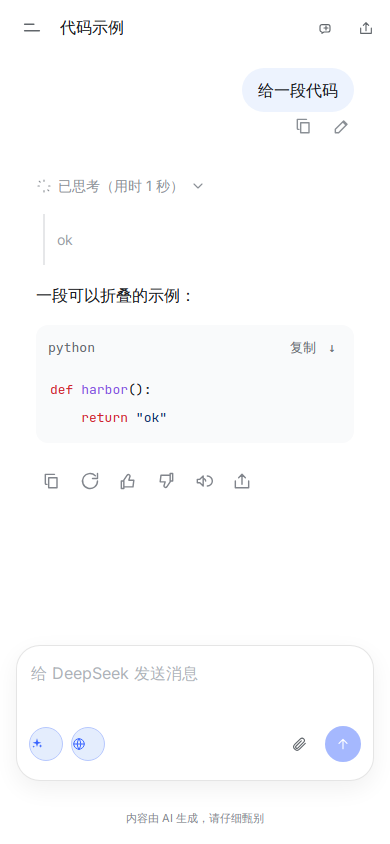 代码示例
给一段代码
已思考（用时 1 秒）
ok
一段可以折叠的示例：
python 复制 ↓
def harbor():
    return "ok"
给 DeepSeek 发送消息
内容由 AI 生成，请仔细甄别